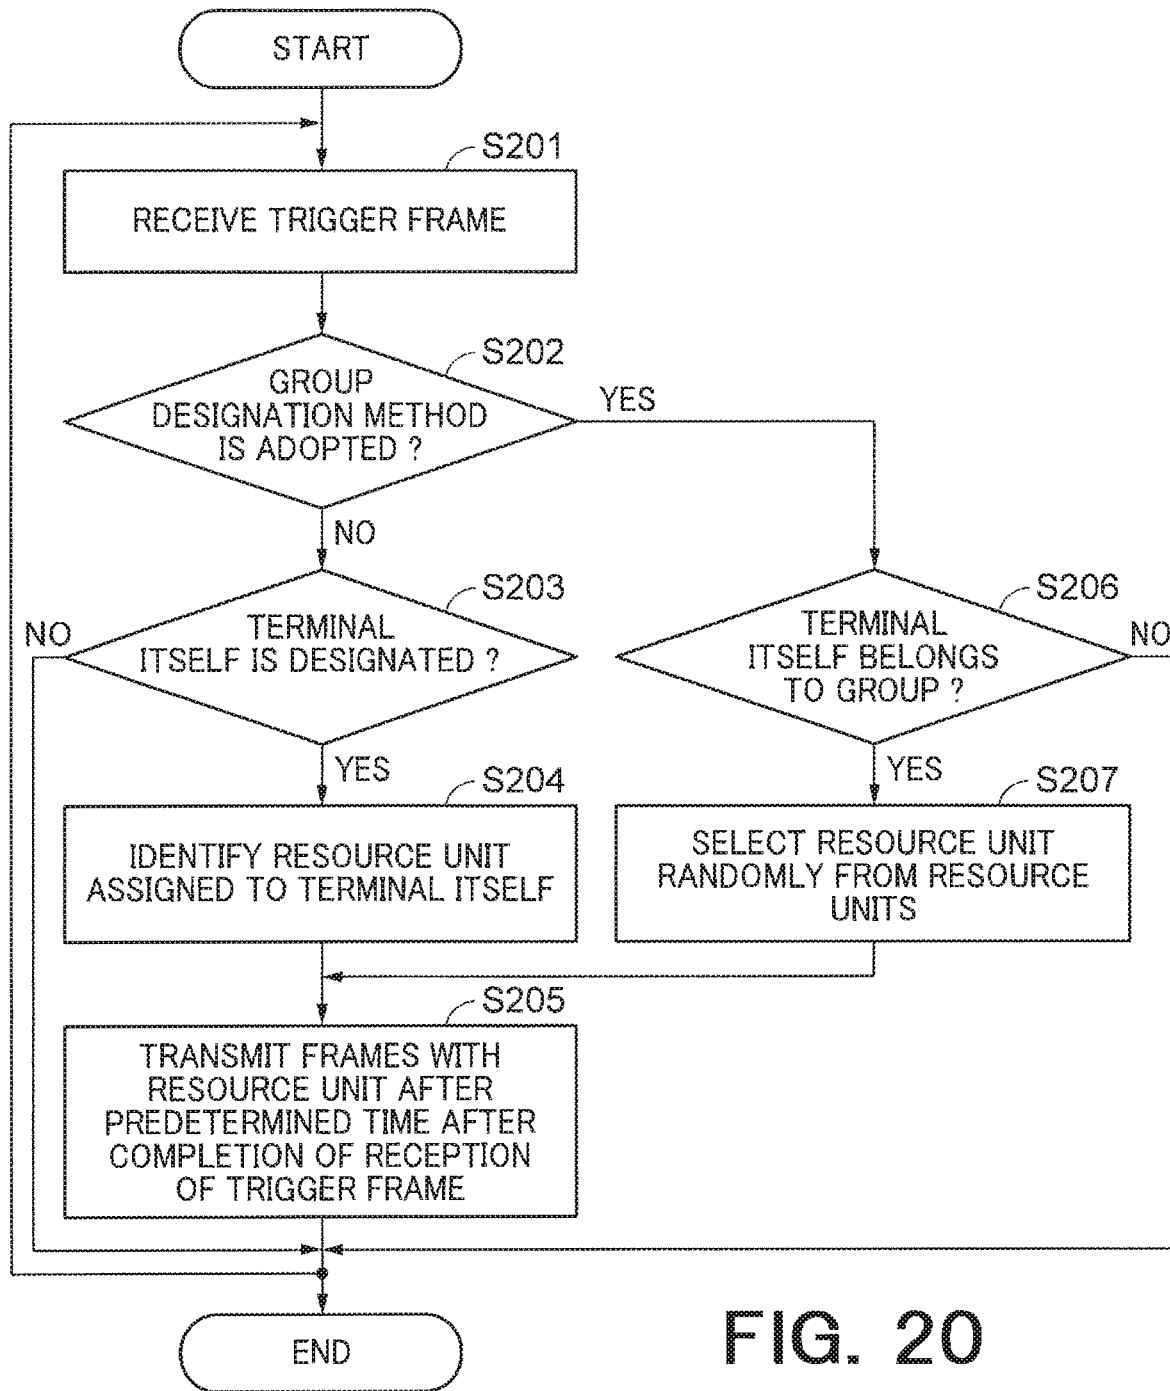 START
S201
RECEIVE TRIGGER FRAME
S202
GROUP
DESIGNATION METHOD
IS ADOPTED ?
YES
NO
S203
TERMINAL
ITSELF IS DESIGNATED ?
NO
YES
S206
TERMINAL
ITSELF BELONGS
TO GROUP ?
NO
YES
S204
IDENTIFY RESOURCE UNIT
ASSIGNED TO TERMINAL ITSELF
S207
SELECT RESOURCE UNIT
RANDOMLY FROM RESOURCE
UNITS
S205
TRANSMIT FRAMES WITH
RESOURCE UNIT AFTER
PREDETERMINED TIME AFTER
COMPLETION OF RECEPTION
OF TRIGGER FRAME
END
FIG. 20